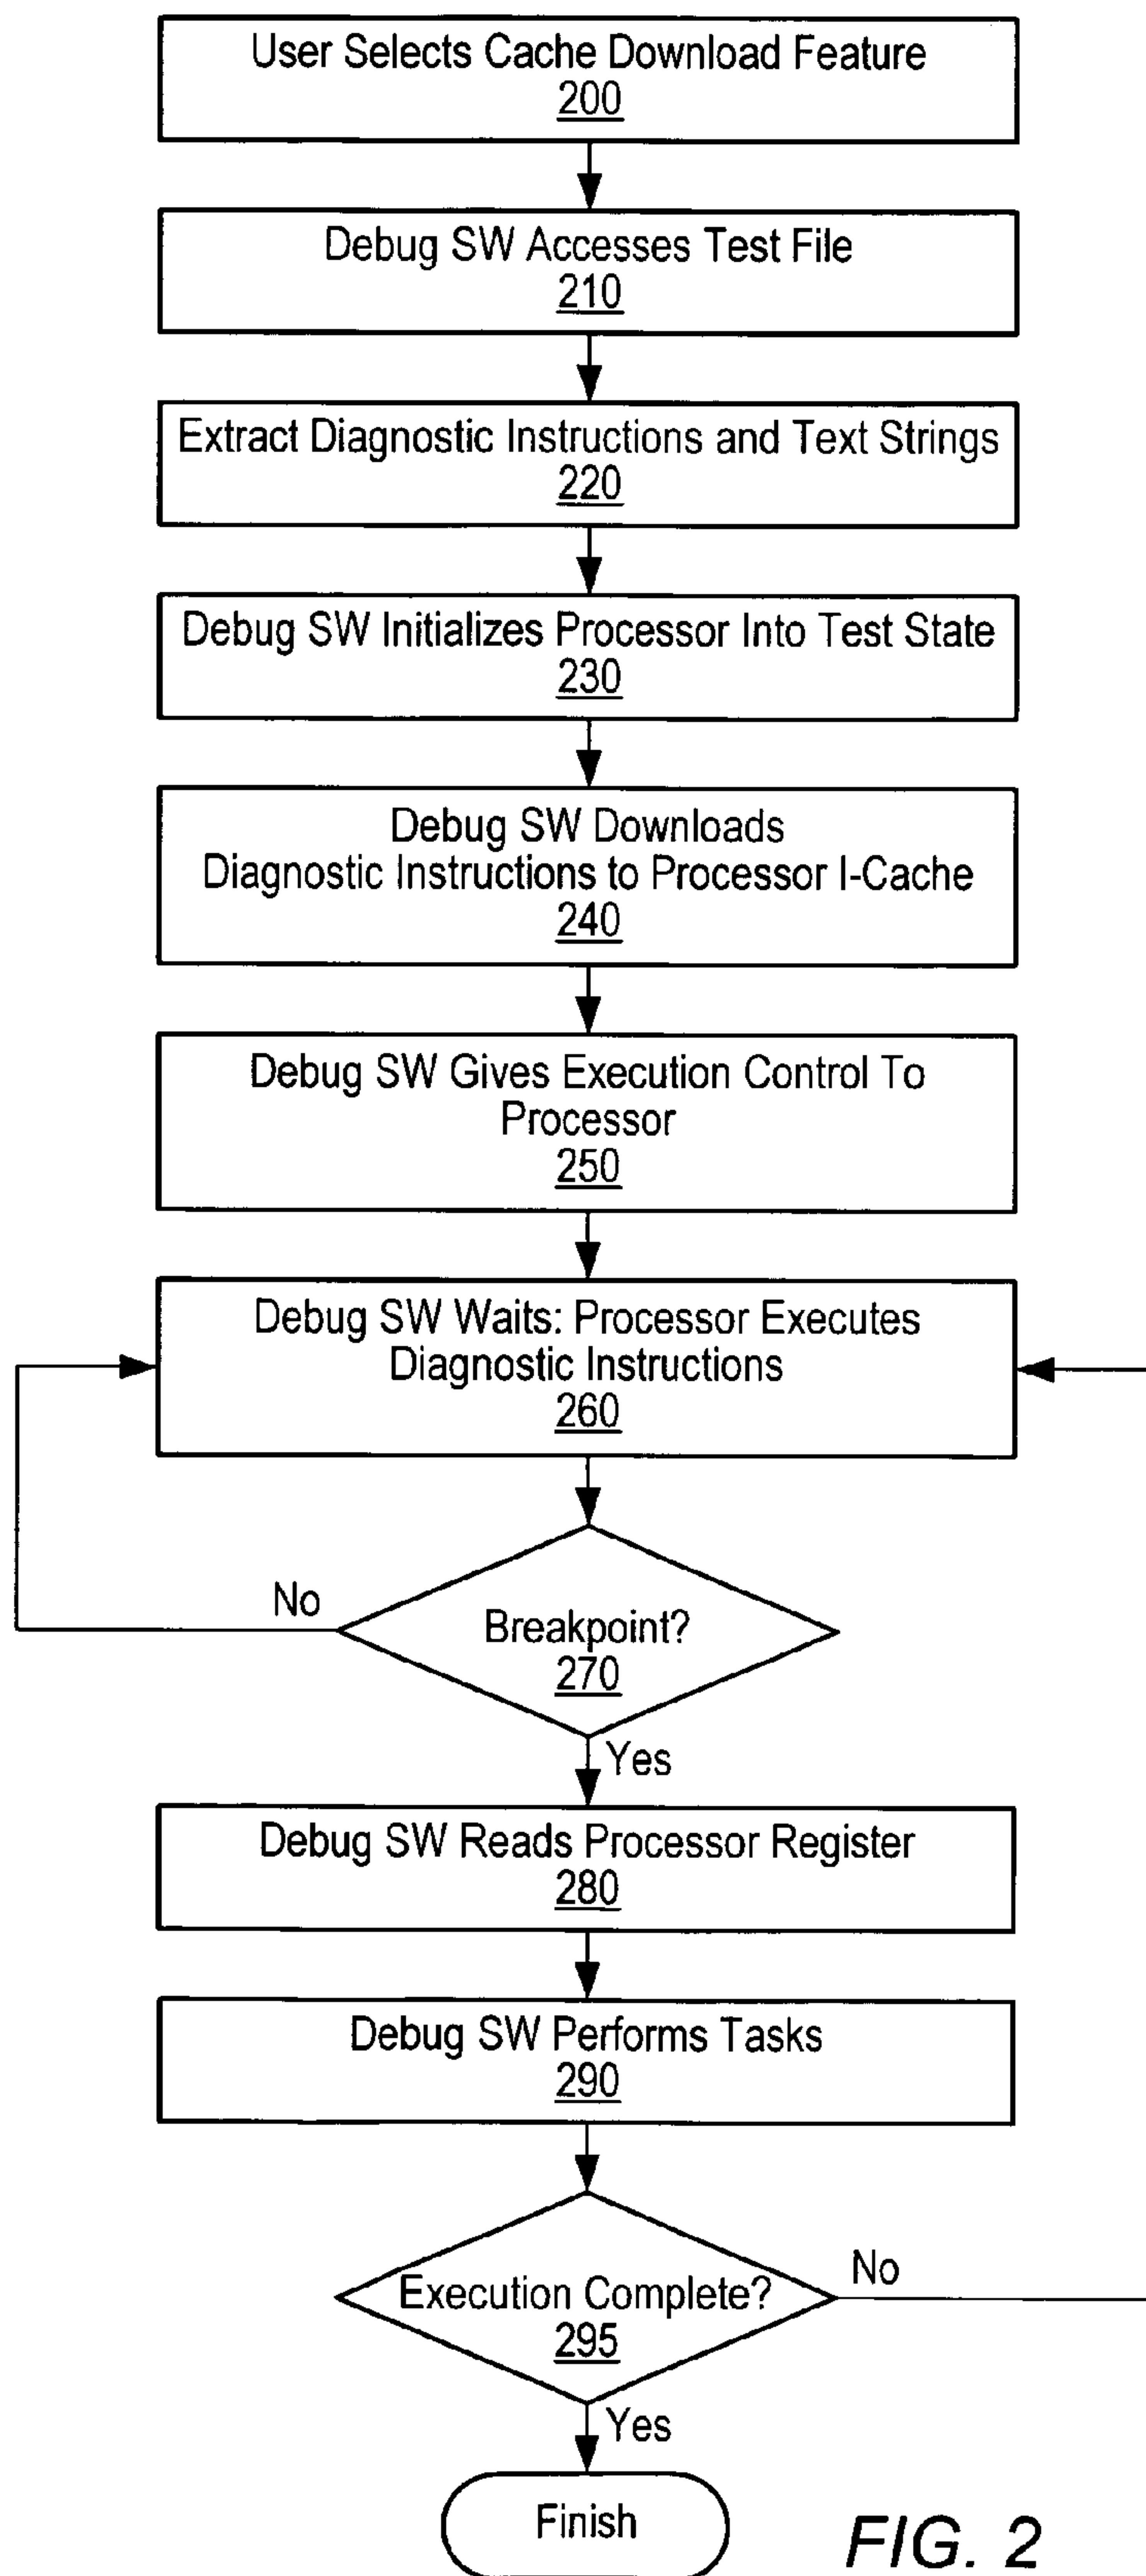 User Selects Cache Download Feature
200
Debug SW Accesses Test File
210
Extract Diagnostic Instructions and Text Strings
220
Debug SW Initializes Processor Into Test State
230
Debug SW Downloads
Diagnostic Instructions to Processor I-Cache
240
Debug SW Gives Execution Control To
Processor
250
Debug SW Waits: Processor Executes
Diagnostic Instructions
260
No
Breakpoint?
270
Yes
Debug SW Reads Processor Register
280
Debug SW Performs Tasks
290
No
Execution Complete?
295
Yes
Finish
FIG. 2